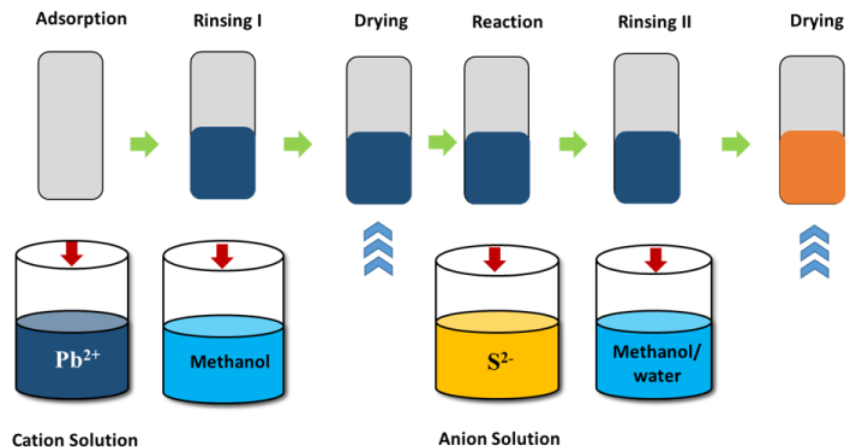 Adsorption
Rinsing I
Drying
Reaction
Rinsing II
Drying
Pb²⁺
Methanol
S²⁻
Methanol/
water
Cation Solution
Anion Solution